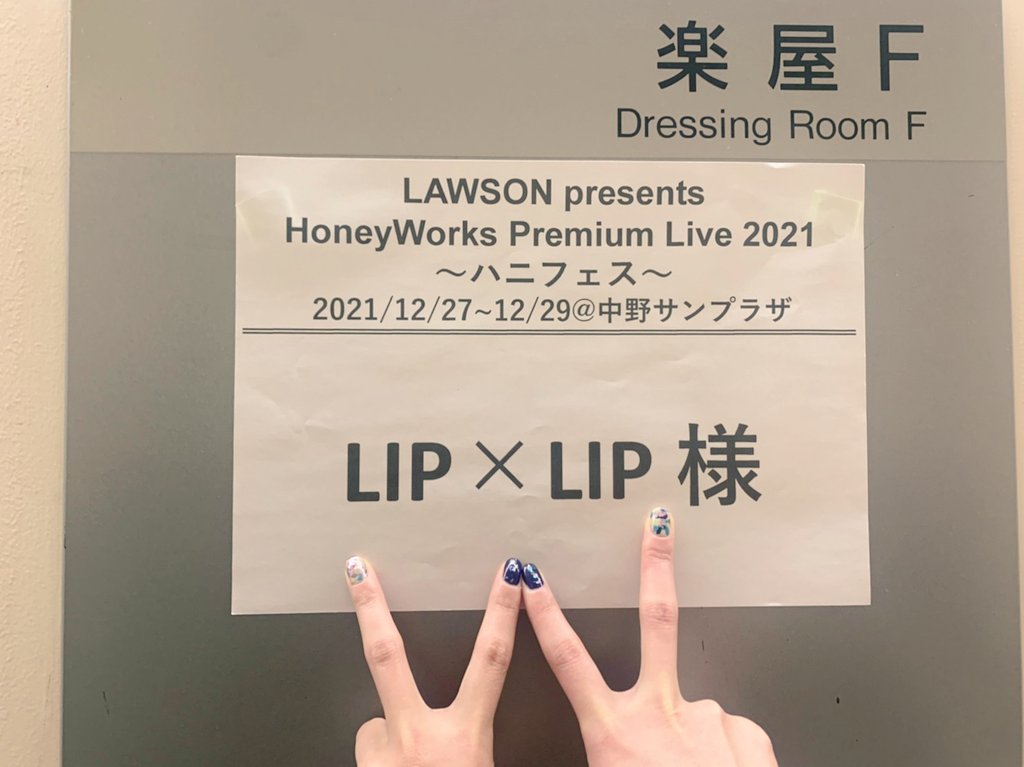 楽屋F
Dressing Room F
LAWSON presents
HoneyWorks Premium Live 2021
～ハニフェス～
2021/12/27~12/29@中野サンプラザ
LIP×LIP 様